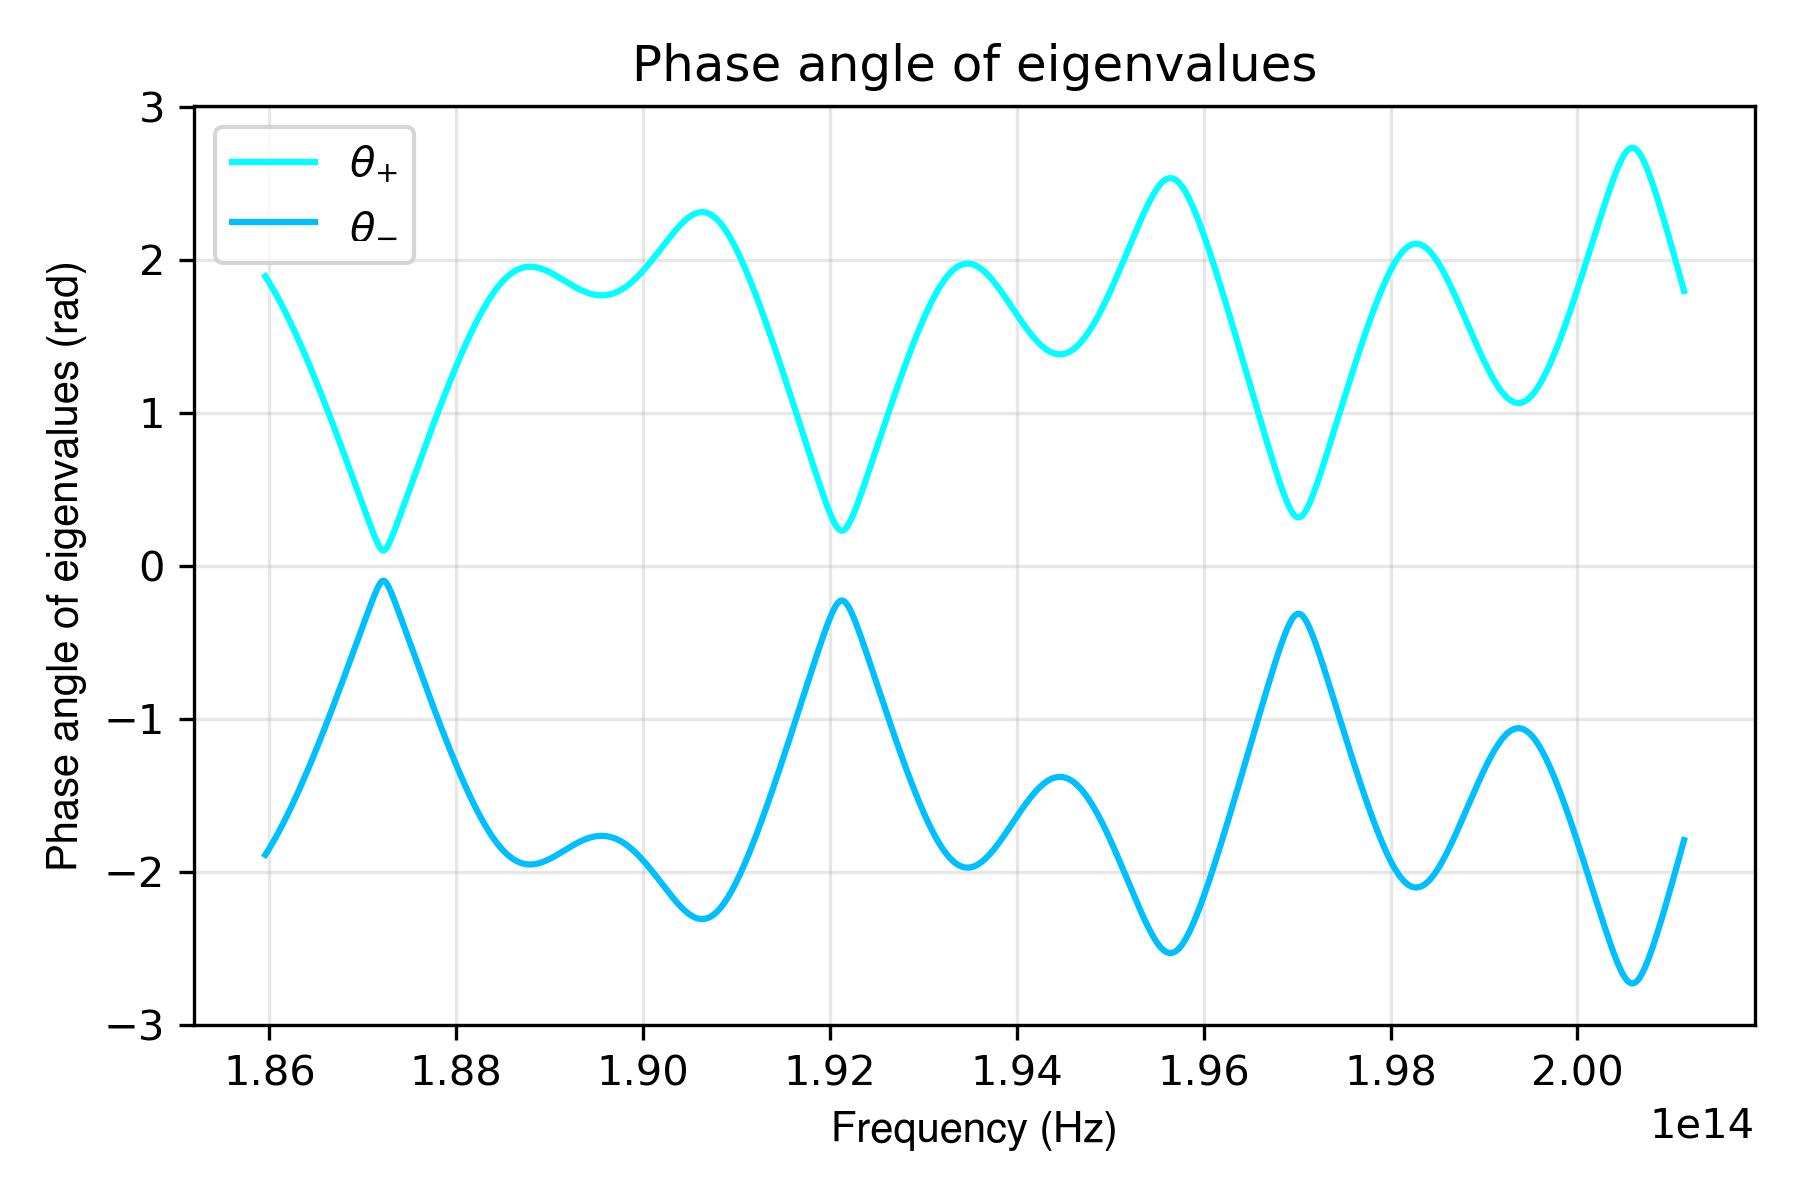 Phase angle of eigenvalues
θ₊
θ₋
Phase angle of eigenvalues (rad)
3
2
1
0
−1
−2
−3
1.86 1.88 1.90 1.92 1.94 1.96 1.98 2.00
1e14
Frequency (Hz)